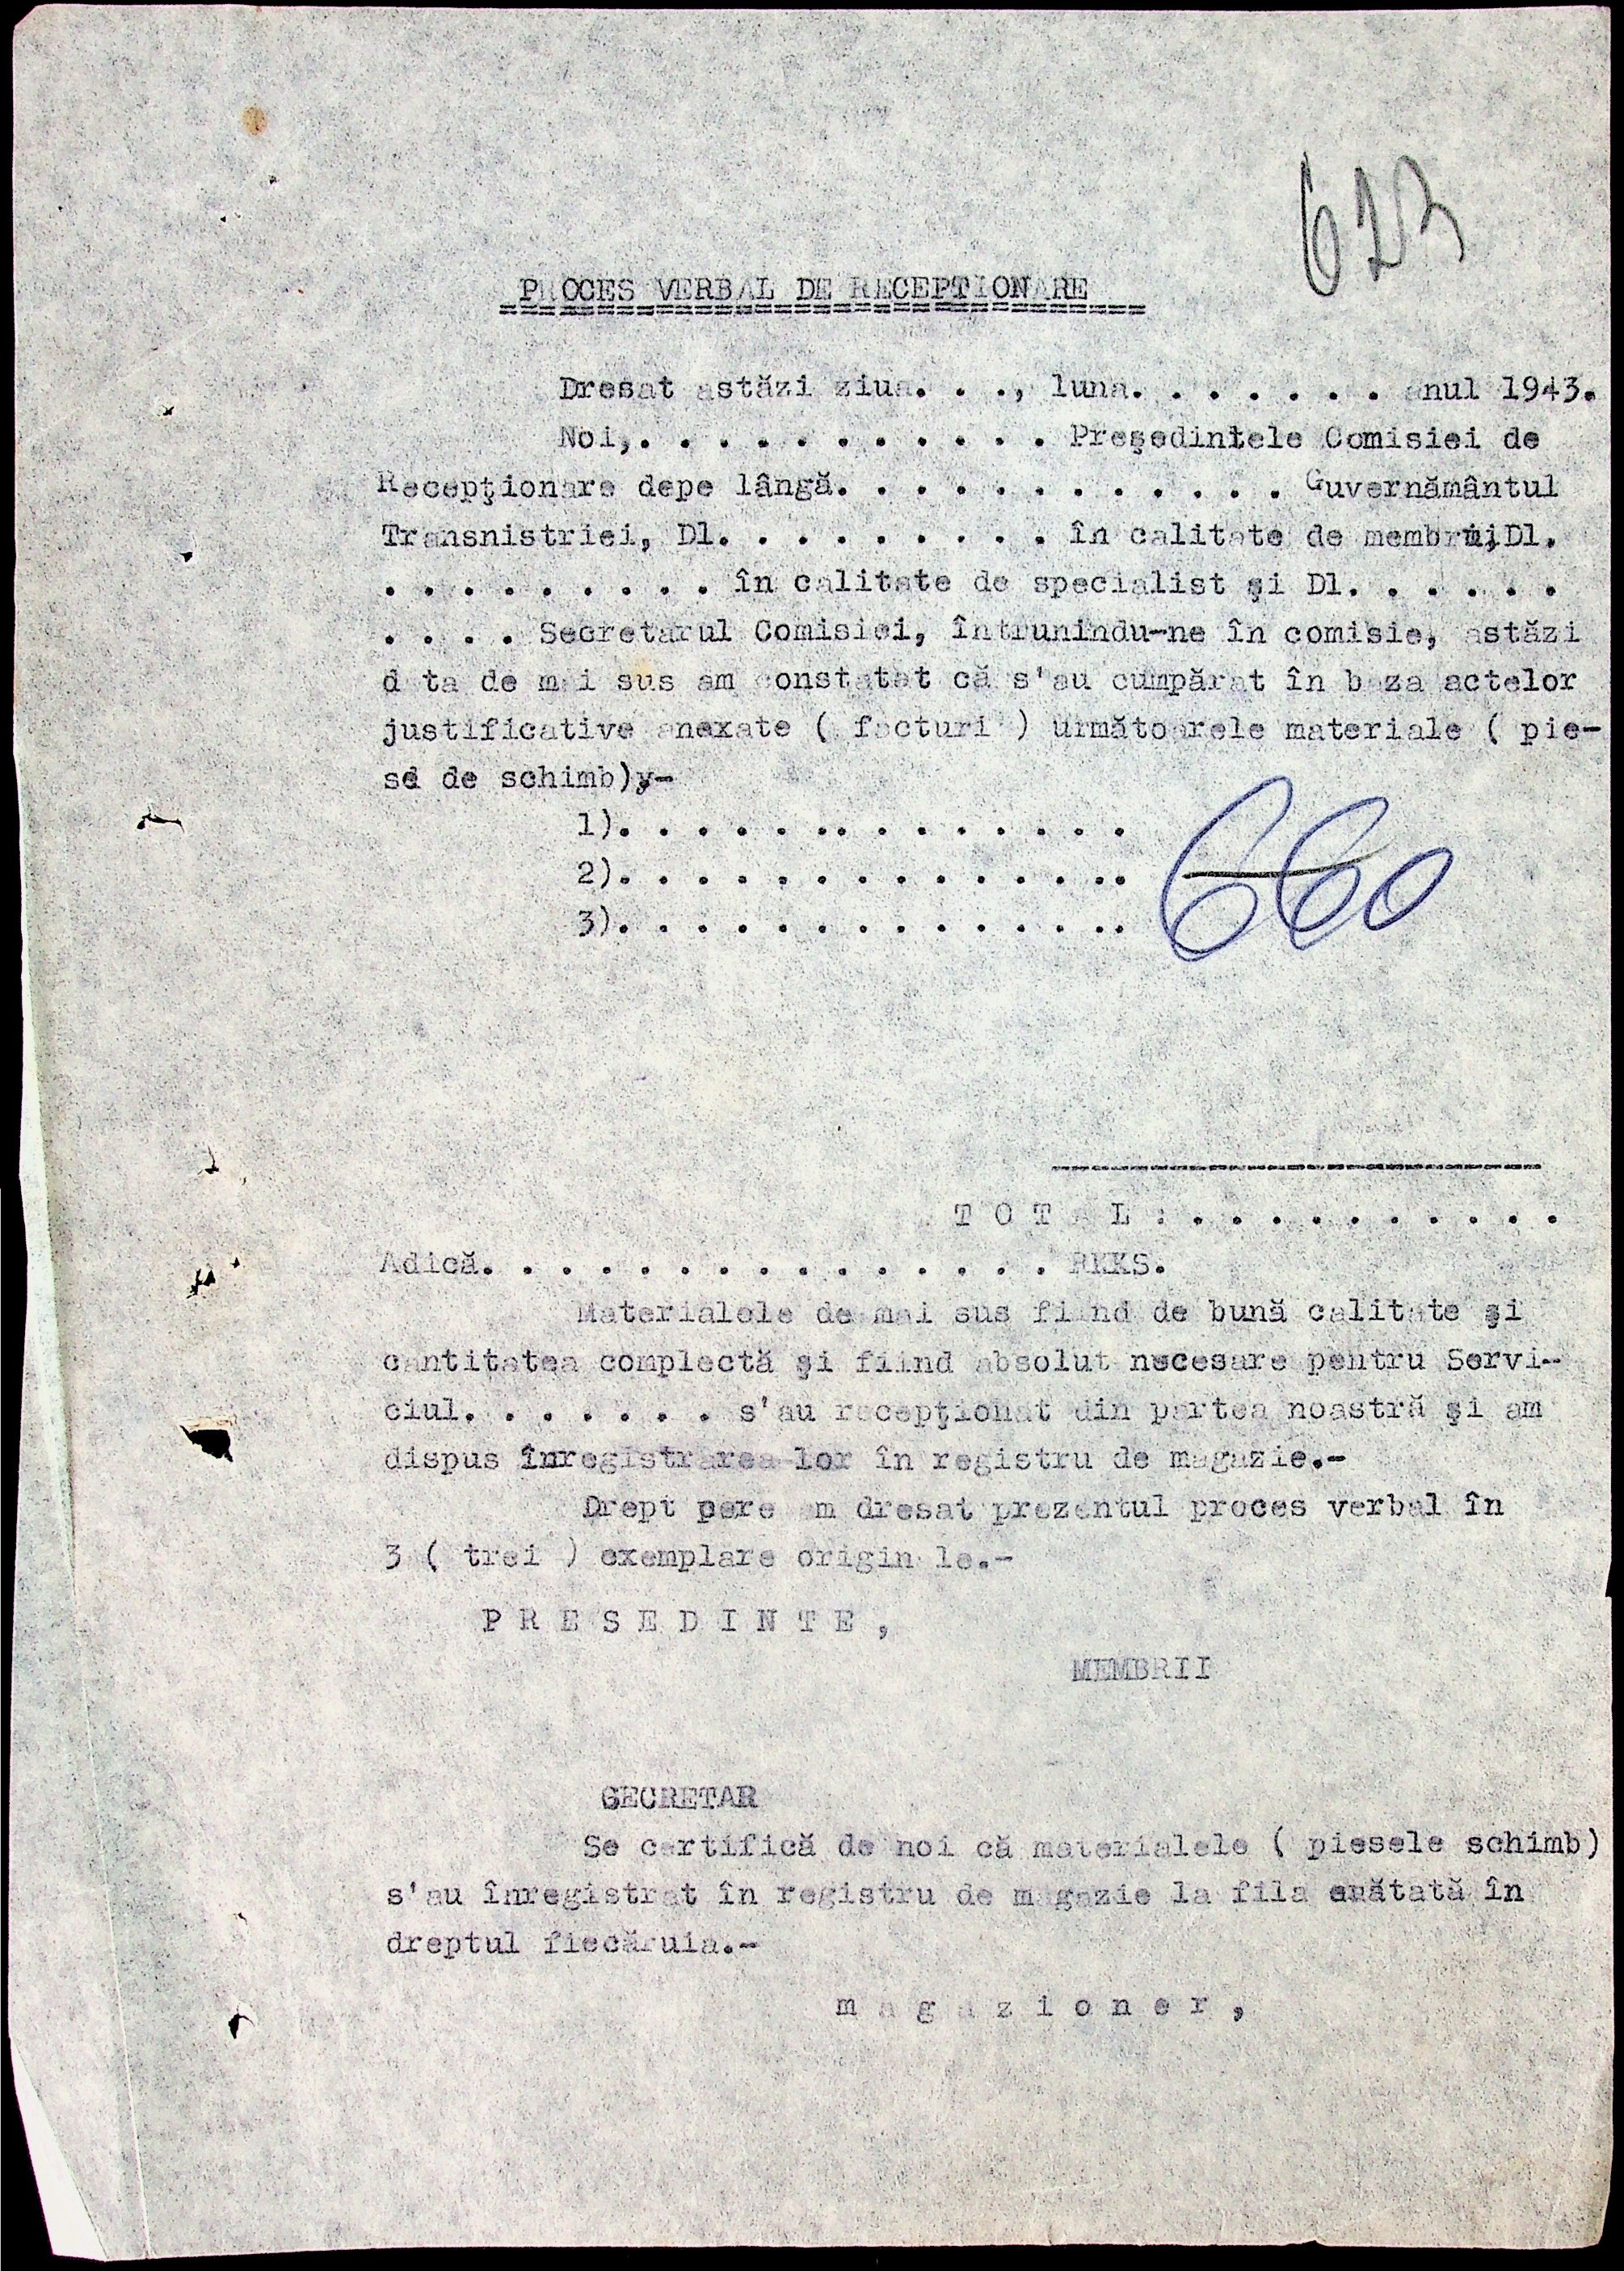 623
PROCES VERBAL DE RECEPTIONARE
Dresat astăzi ziua. . ., luna. . . . . . . anul 1943.
Noi,. . . . . . . . . . . Preşedintele Comisiei de
Recepţionare depe lângă. . . . . . . . . . . . Guvernământul
Transnistriei, Dl. . . . . . . . . în calitate de membrii,Dl.
. . . . . . . . . în calitate de specialist şi Dl. . . . . .
. . . . Secretarul Comisiei, întrunindu-ne în comisie, astăzi
data de mai sus am constatat că s'au cumpărat în baza actelor
justificative anexate ( facturi ) următoarele materiale ( pie-
se de schimb),-
1). . . . . .. . . . . . . .
2). . . . . . . . . . . . ..
3). . . . . . . . . . . . ..
660
T O T A L : . . . . . . . . . .
Adică. . . . . . . . . . . . . . . RKKS.
Materialele de mai sus fiind de bună calitate şi
cantitatea complectă şi fiind absolut necesare pentru Servi-
ciul. . . . . . . s'au recepţionat din partea noastră şi am
dispus înregistrarea lor în registru de magazie.-
Drept pere am dresat prezentul proces verbal în
3 ( trei ) exemplare originale.-
P R E S E D I N T E ,
MEMBRII
SECRETAR
Se certifică de noi că materialele ( piesele schimb)
s'au înregistrat în registru de magazie la fila anătată în
dreptul fiecăruia.-
m a g a z i o n e r ,